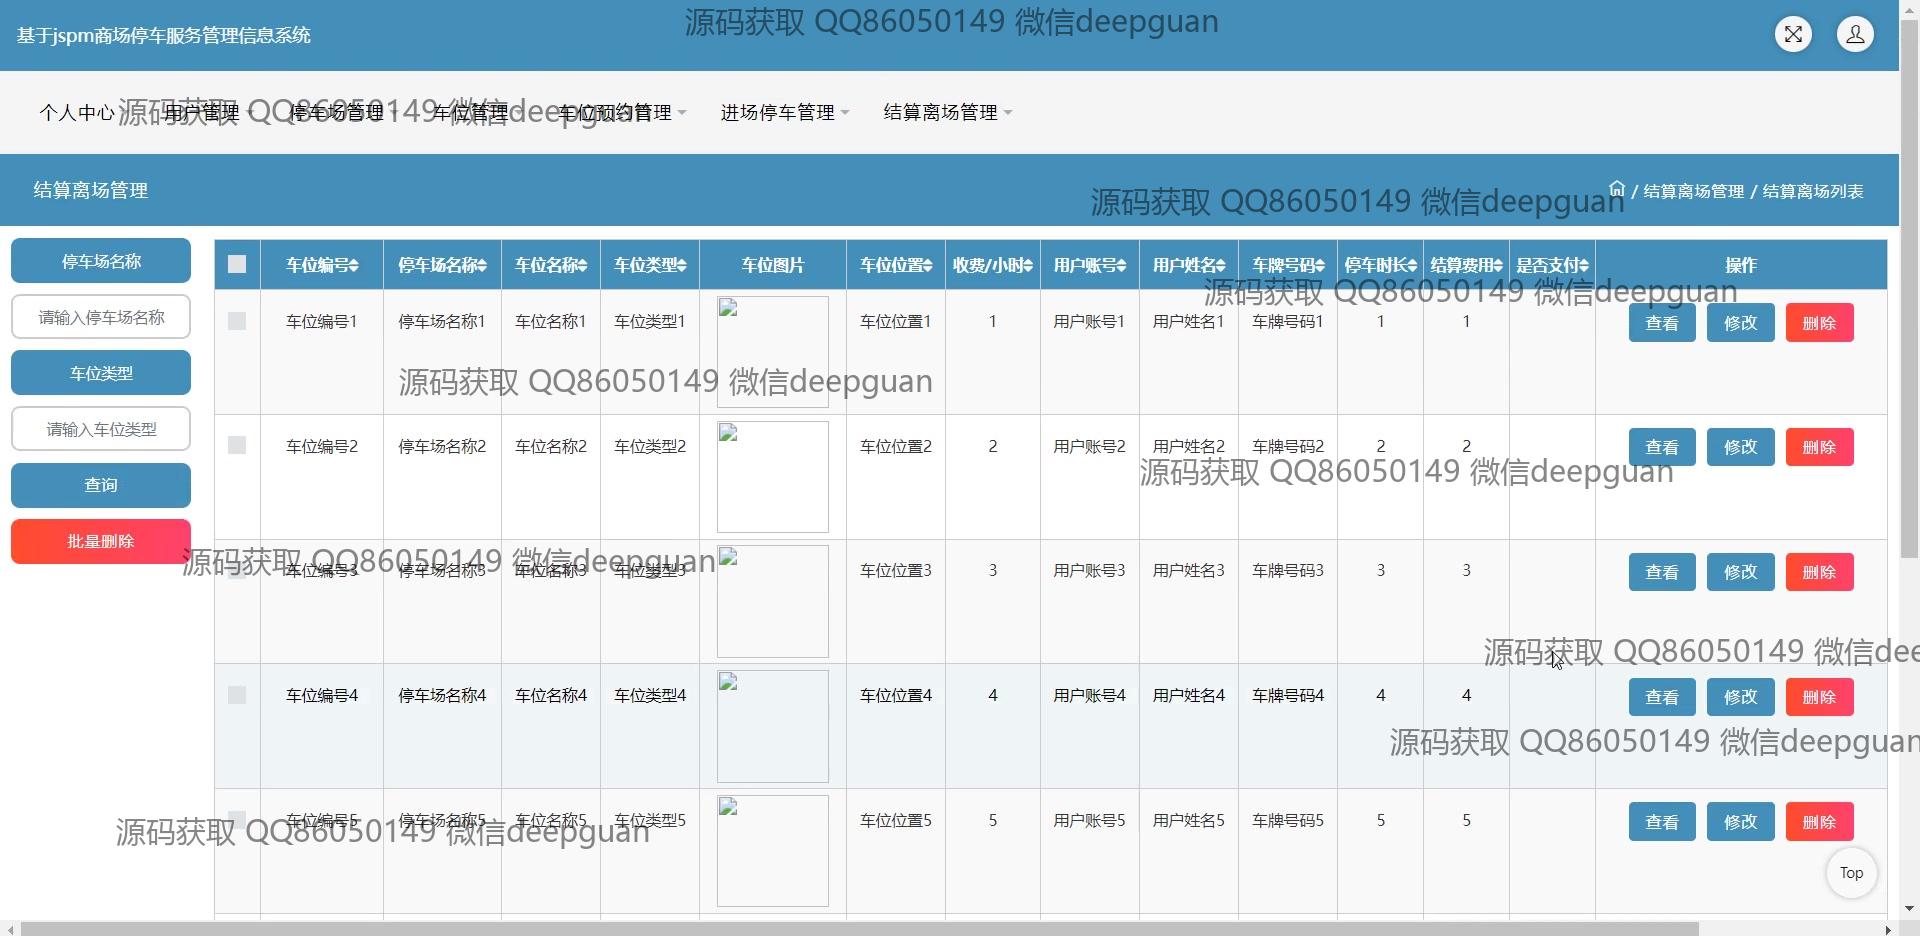 基于jspm商场停车服务管理信息系统
源码获取 QQ86050149 微信deepguan
个人中心 用户管理 停车场管理 车位管理 车位预约管理 进场停车管理 结算离场管理
源码获取 QQ86050149 微信deepguan
结算离场管理
/ 结算离场管理 / 结算离场列表
源码获取 QQ86050149 微信deepguan
停车场名称
请输入停车场名称
车位类型
请输入车位类型
查询
批量删除
车位编号 停车场名称 车位名称 车位类型 车位图片 车位位置 收费/小时 用户账号 用户姓名 车牌号码 停车时长 结算费用 是否支付 操作
源码获取 QQ86050149 微信deepguan
车位编号1 停车场名称1 车位名称1 车位类型1 车位位置1 1 用户账号1 用户姓名1 车牌号码1 1 1 查看 修改 删除
源码获取 QQ86050149 微信deepguan
车位编号2 停车场名称2 车位名称2 车位类型2 车位位置2 2 用户账号2 用户姓名2 车牌号码2 2 2 查看 修改 删除
源码获取 QQ86050149 微信deepguan
源码获取 QQ86050149 微信deepguan
车位编号3 停车场名称3 车位名称3 车位类型3 车位位置3 3 用户账号3 用户姓名3 车牌号码3 3 3 查看 修改 删除
源码获取 QQ86050149 微信dee
车位编号4 停车场名称4 车位名称4 车位类型4 车位位置4 4 用户账号4 用户姓名4 车牌号码4 4 4 查看 修改 删除
源码获取 QQ86050149 微信deepguan
车位编号5 停车场名称5 车位名称5 车位类型5 车位位置5 5 用户账号5 用户姓名5 车牌号码5 5 5 查看 修改 删除
源码获取 QQ86050149 微信deepguan
Top